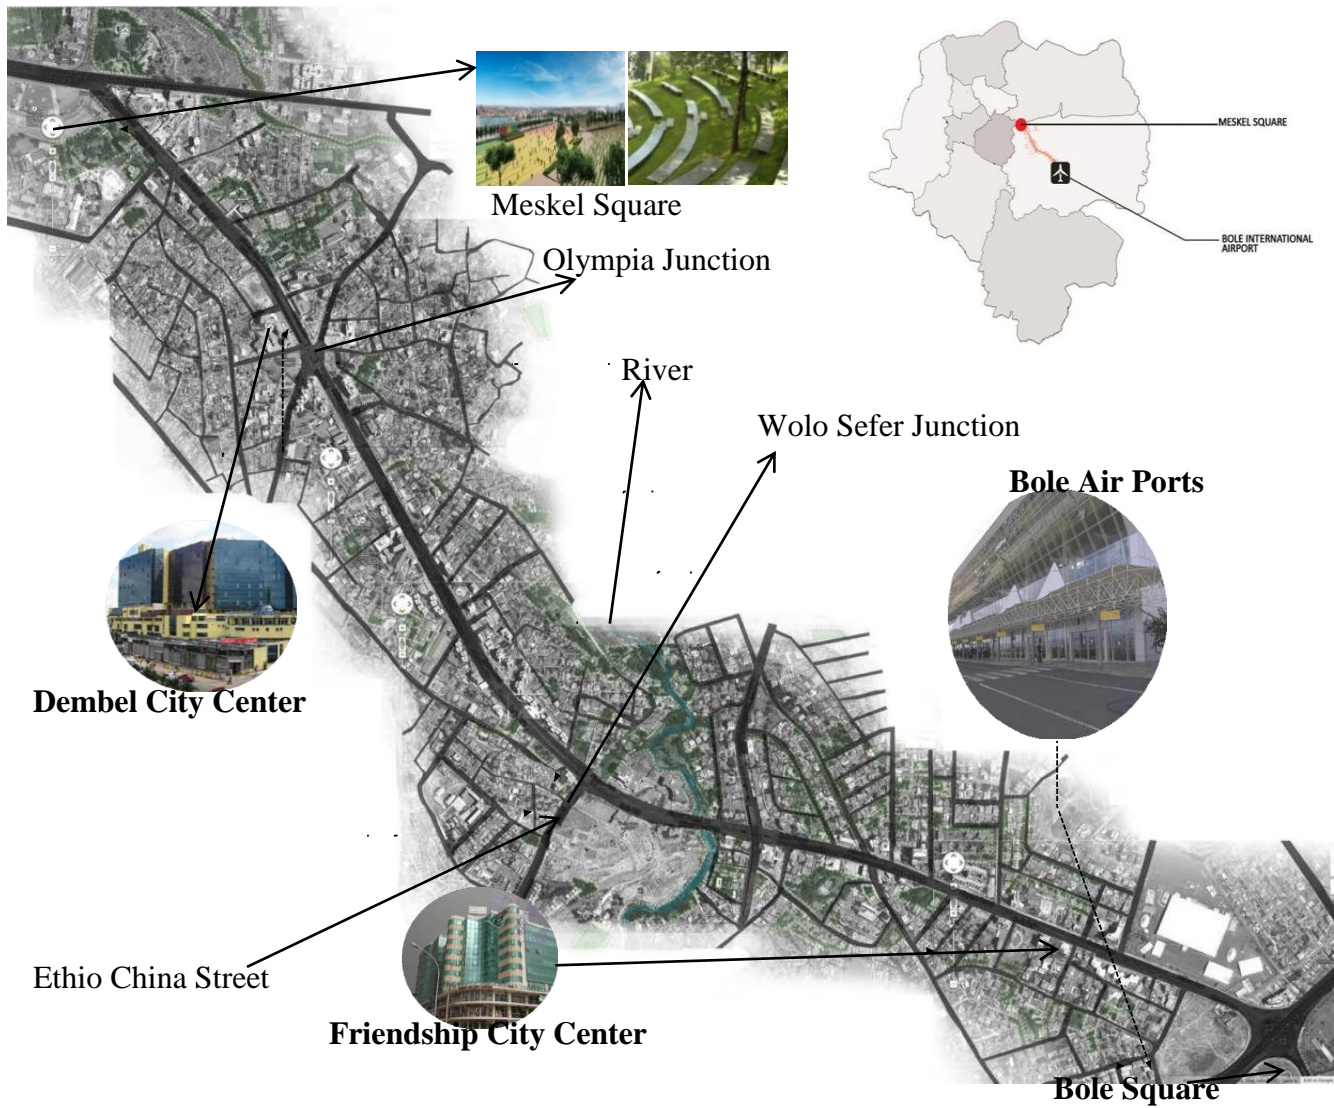 MESKEL SQUARE
Meskel Square
BOLE INTERNATIONAL
AIRPORT
Olympia Junction
River
Wolo Sefer Junction
Bole Air Ports
Dembel City Center
Ethio China Street
Friendship City Center
Bole Square